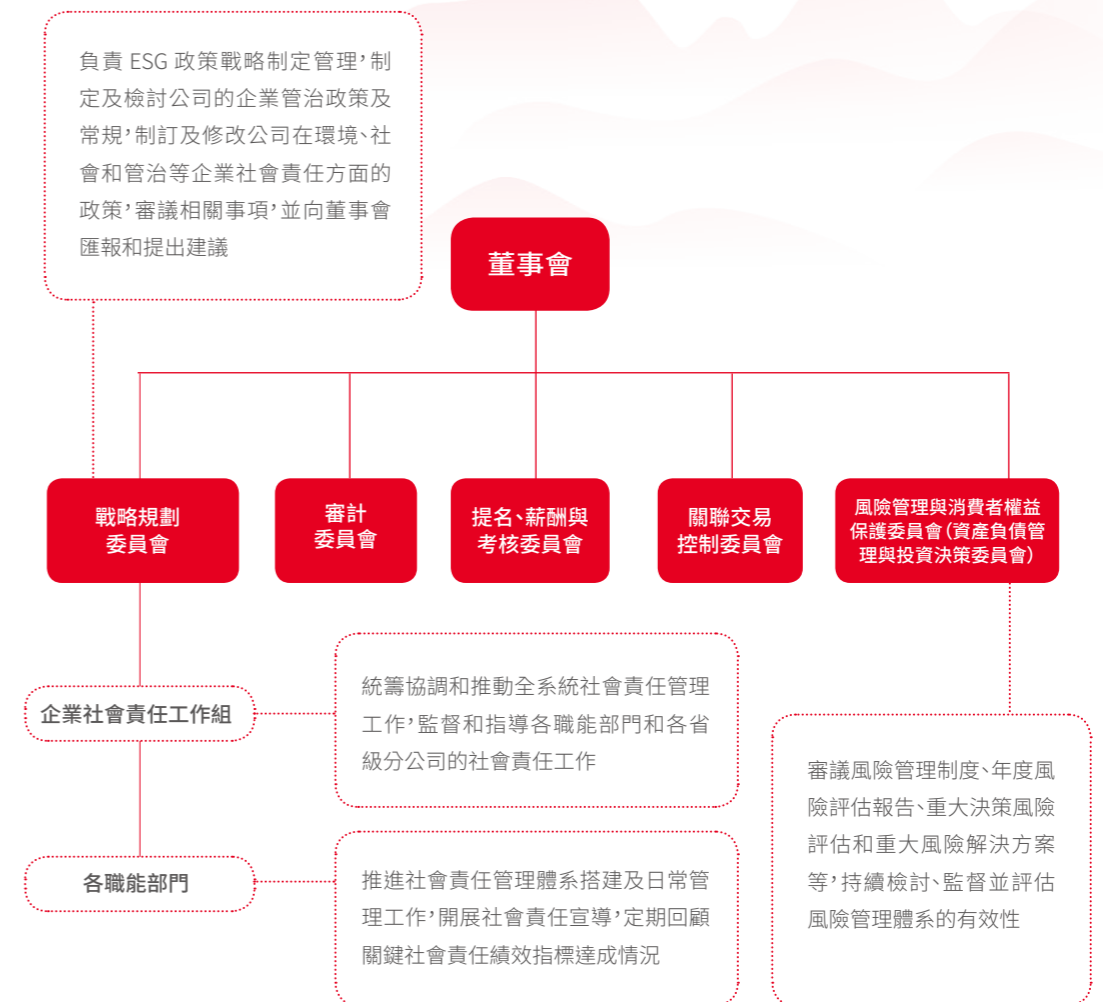 負責 ESG 政策戰略制定管理，制
定及檢討公司的企業管治政策及
常規，制訂及修改公司在環境、社
會和管治等企業社會責任方面的
政策，審議相關事項，並向董事會
匯報和提出建議
董事會
戰略規劃
委員會
審計
委員會
提名、薪酬與
考核委員會
關聯交易
控制委員會
風險管理與消費者權益
保護委員會（資產負債管
理與投資決策委員會）
企業社會責任工作組
統籌協調和推動全系統社會責任管理
工作，監督和指導各職能部門和各省
級分公司的社會責任工作
各職能部門
推進社會責任管理體系搭建及日常管
理工作，開展社會責任宣導，定期回顧
關鍵社會責任績效指標達成情況
審議風險管理制度、年度風
險評估報告、重大決策風險
評估和重大風險解決方案
等，持續檢討、監督並評估
風險管理體系的有效性